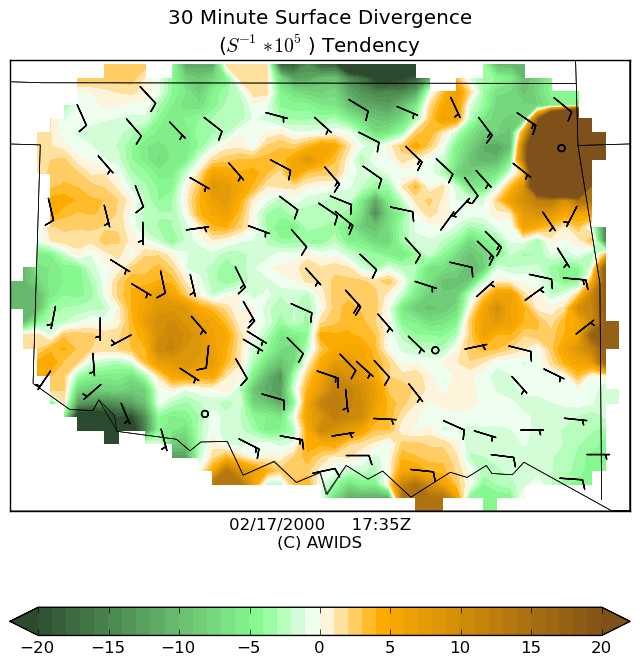 30 Minute Surface Divergence
(S⁻¹ * 10⁵ ) Tendency
02/17/2000 17:35Z
(C) AWIDS
−20 −15 −10 −5 0 5 10 15 20